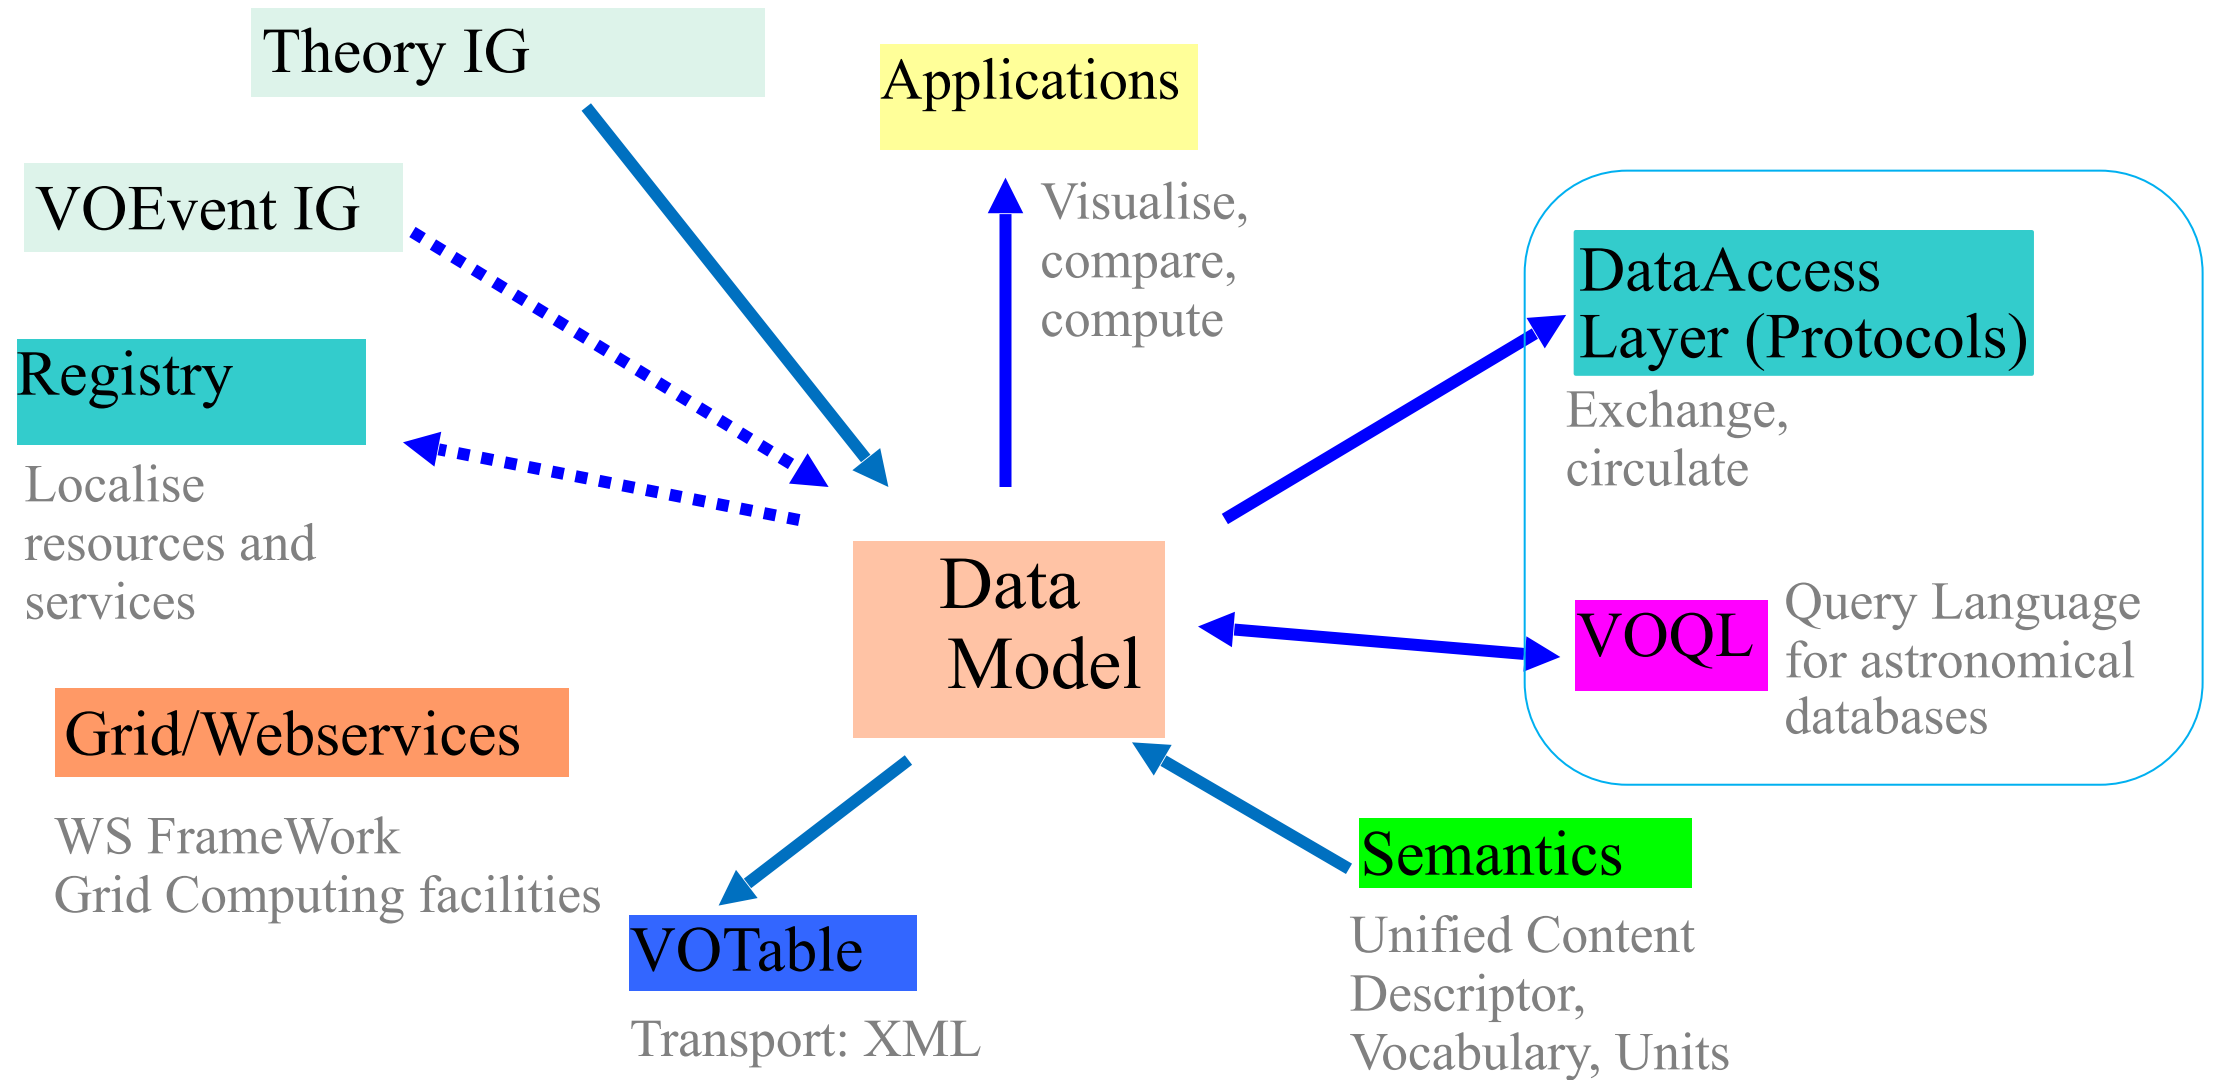 Theory IG
Applications
Visualise,
compare,
compute
VOEvent IG
DataAccess
Layer (Protocols)
Exchange,
circulate
Registry
Localise
resources and
services
Data
Model
VOQL
Query Language
for astronomical
databases
Grid/Webservices
WS FrameWork
Grid Computing facilities
Semantics
Unified Content
Descriptor,
Vocabulary, Units
VOTable
Transport: XML